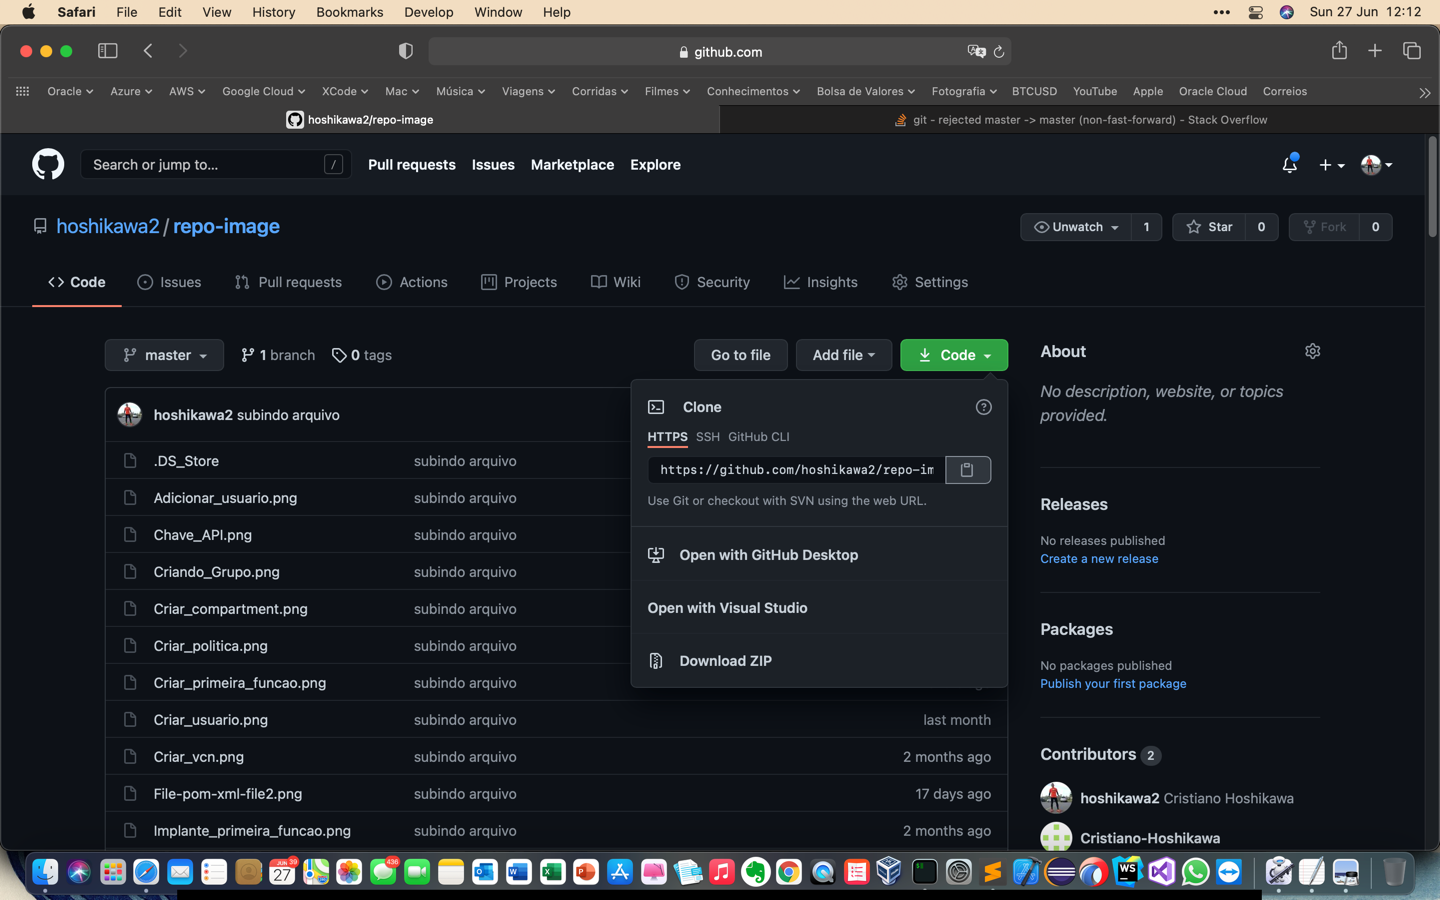 Safari File Edit View History Bookmarks Develop Window Help ••• Sun 27 Jun 12:12
github.com
Oracle Azure AWS Google Cloud XCode Mac Música Viagens Corridas Filmes Conhecimentos Bolsa de Valores Fotografia BTCUSD YouTube Apple Oracle Cloud Correios
hoshikawa2/repo-image
git - rejected master -> master (non-fast-forward) - Stack Overflow
Search or jump to... / Pull requests Issues Marketplace Explore
hoshikawa2 / repo-image
Unwatch 1 Star 0 Fork 0
Code Issues Pull requests Actions Projects Wiki Security Insights Settings
master 1 branch 0 tags Go to file Add file Code
hoshikawa2 subindo arquivo
.DS_Store subindo arquivo
Adicionar_usuario.png subindo arquivo
Chave_API.png subindo arquivo
Criando_Grupo.png subindo arquivo
Criar_compartment.png subindo arquivo
Criar_politica.png subindo arquivo
Criar_primeira_funcao.png subindo arquivo
Criar_usuario.png subindo arquivo last month
Criar_vcn.png subindo arquivo 2 months ago
File-pom-xml-file2.png subindo arquivo 17 days ago
Implante_primeira_funcao.png subindo arquivo 2 months ago
Clone
HTTPS SSH GitHub CLI
https://github.com/hoshikawa2/repo-im
Use Git or checkout with SVN using the web URL.
Open with GitHub Desktop
Open with Visual Studio
Download ZIP
About
No description, website, or topics
provided.
Releases
No releases published
Create a new release
Packages
No packages published
Publish your first package
Contributors 2
hoshikawa2 Cristiano Hoshikawa
Cristiano-Hoshikawa
JUN 27
436
WS